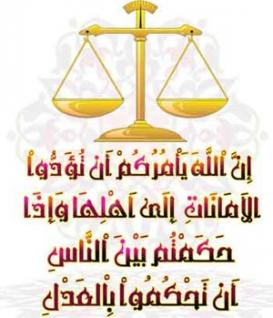 إِنَّ اللَّهَ يَأْمُرُكُمْ أَنْ تُؤَدُّوا
الْأَمَانَاتِ إِلَى أَهْلِهَا وَإِذَا
حَكَمْتُمْ بَيْنَ النَّاسِ
أَنْ تَحْكُمُوا بِالْعَدْلِ